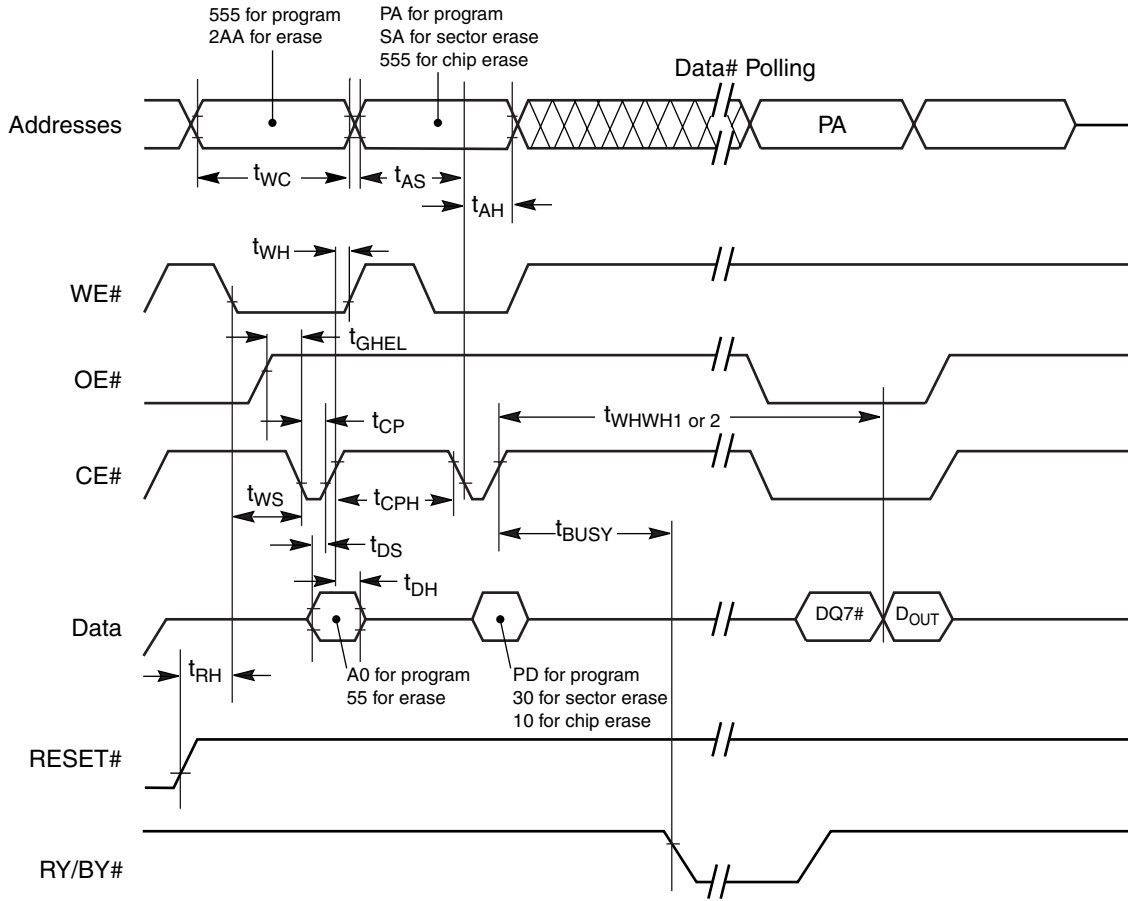 555 for program
2AA for erase
PA for program
SA for sector erase
555 for chip erase
Data# Polling
Addresses
PA
tWC
tAS
tAH
tWH
WE#
tGHEL
OE#
tCP
tWHWH1 or 2
CE#
tWS
tCPH
tBUSY
tDS
tDH
Data
DQ7#
DOUT
tRH
A0 for program
55 for erase
PD for program
30 for sector erase
10 for chip erase
RESET#
RY/BY#